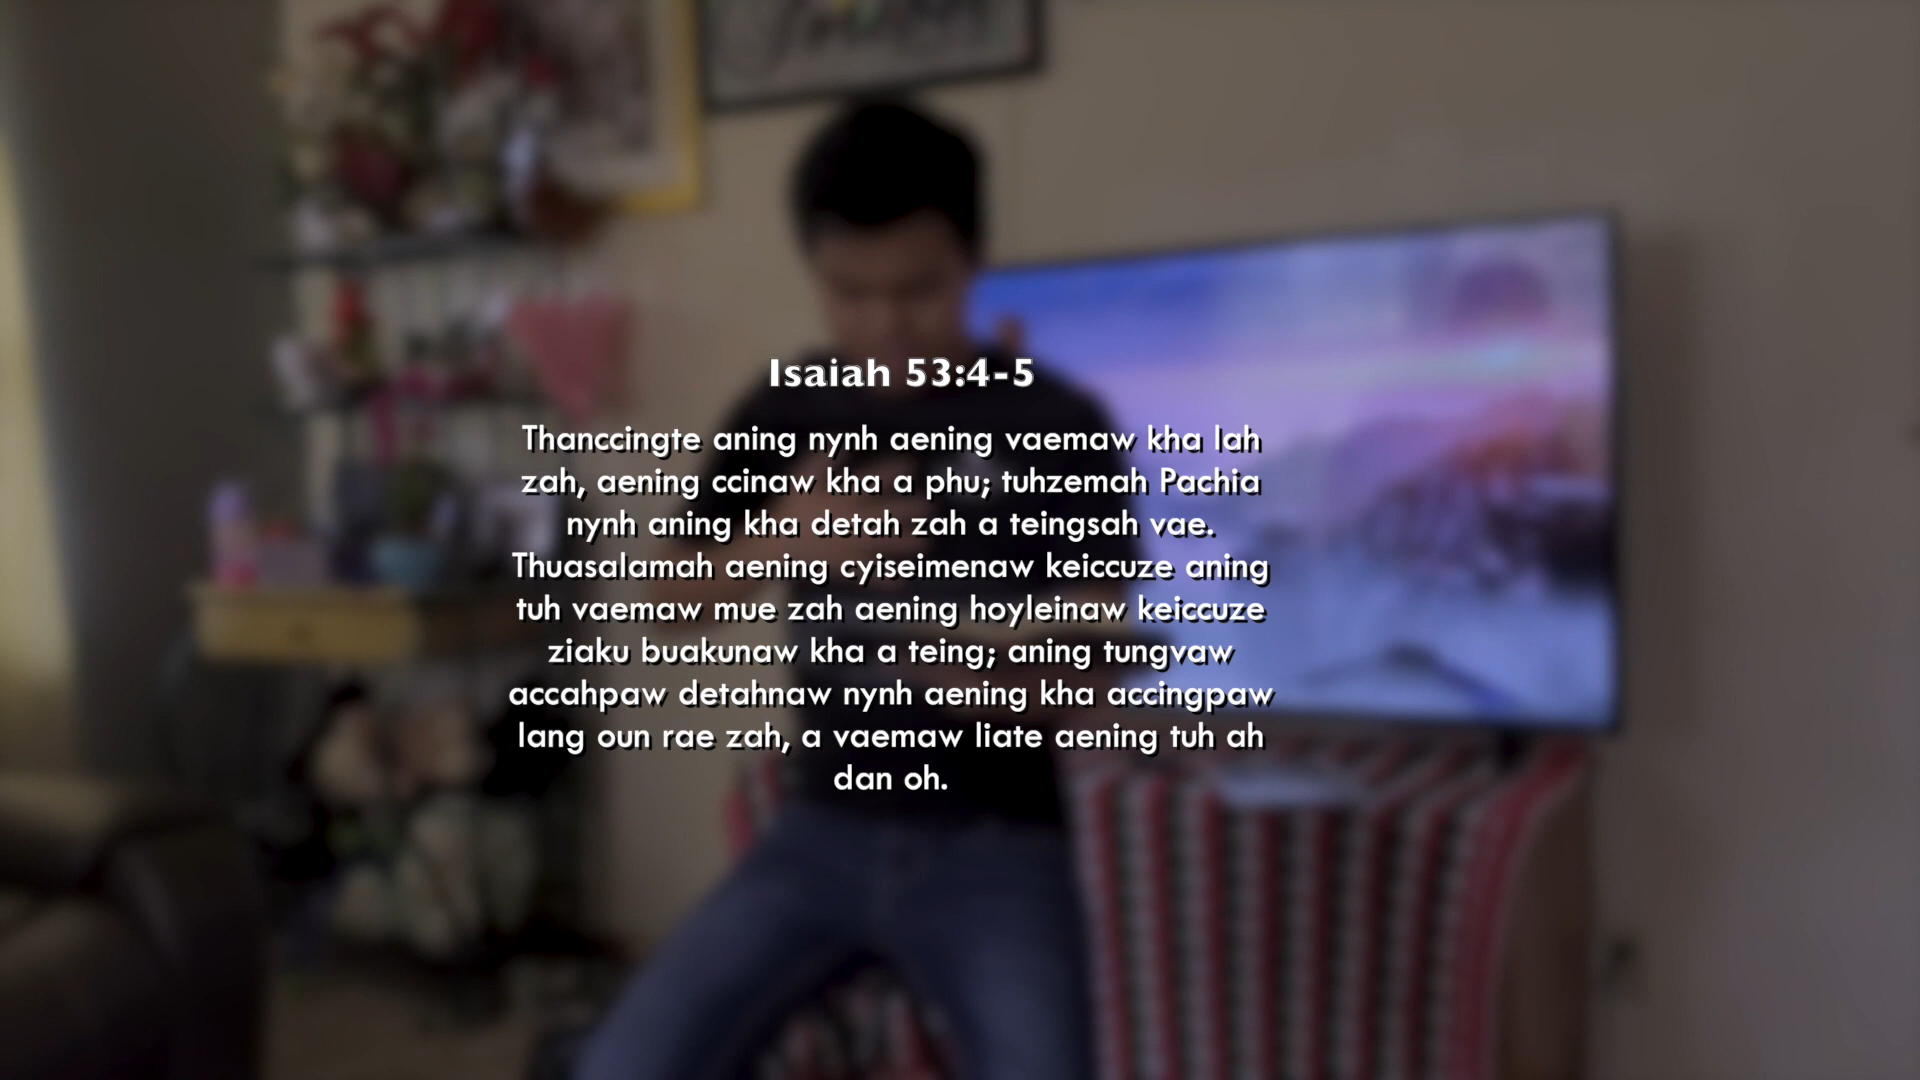 Isaiah 53:4-5
Thanccingte aning nynh aening vaemaw kha lah
zah, aening ccinaw kha a phu; tuhzemah Pachia
nynh aning kha detah zah a teingsah vae.
Thuasalamah aening cyiseimenaw keiccuze aning
tuh vaemaw mue zah aening hoyleinaw keiccuze
ziaku buakunaw kha a teing; aning tungvaw
accahpaw detahnaw nynh aening kha accingpaw
lang oun rae zah, a vaemaw liate aening tuh ah
dan oh.